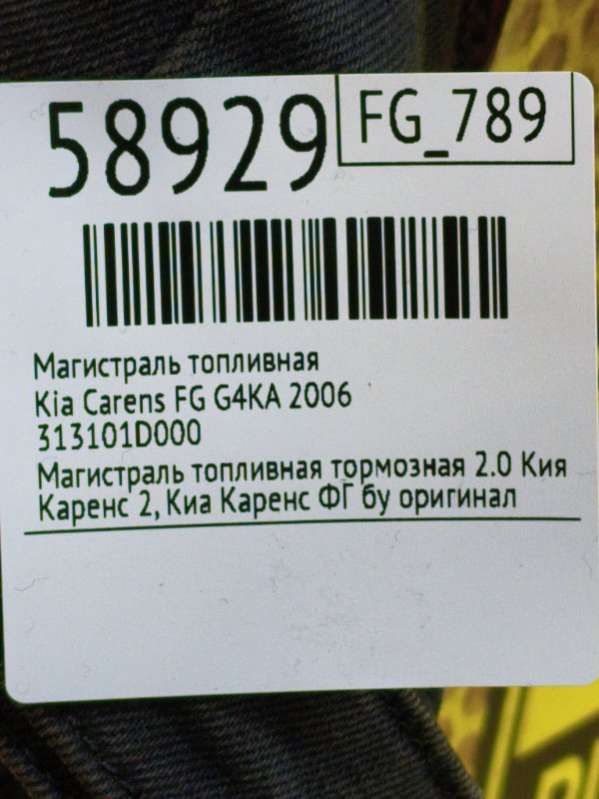 58929
FG_789
Магистраль топливная
Kia Carens FG G4KA 2006
313101D000
Магистраль топливная тормозная 2.0 Кия
Каренс 2, Киа Каренс ФГ бу оригинал